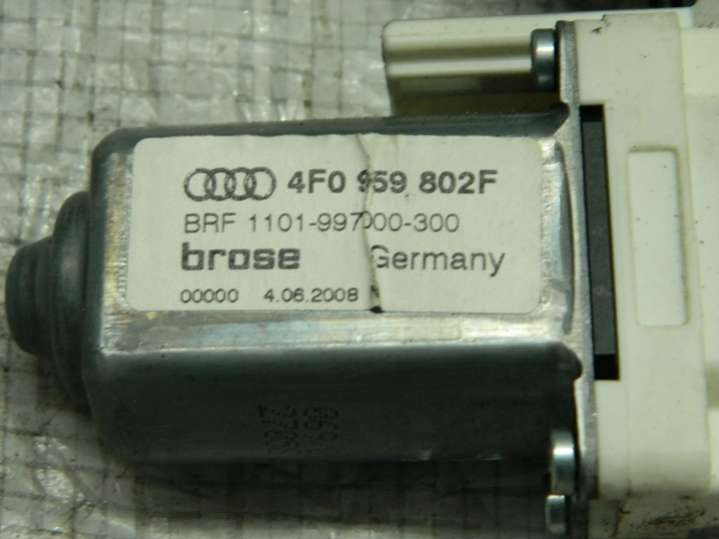 4F0 959 802F
BRF 1101-997000-300
brose Germany
00000 4.06.2008